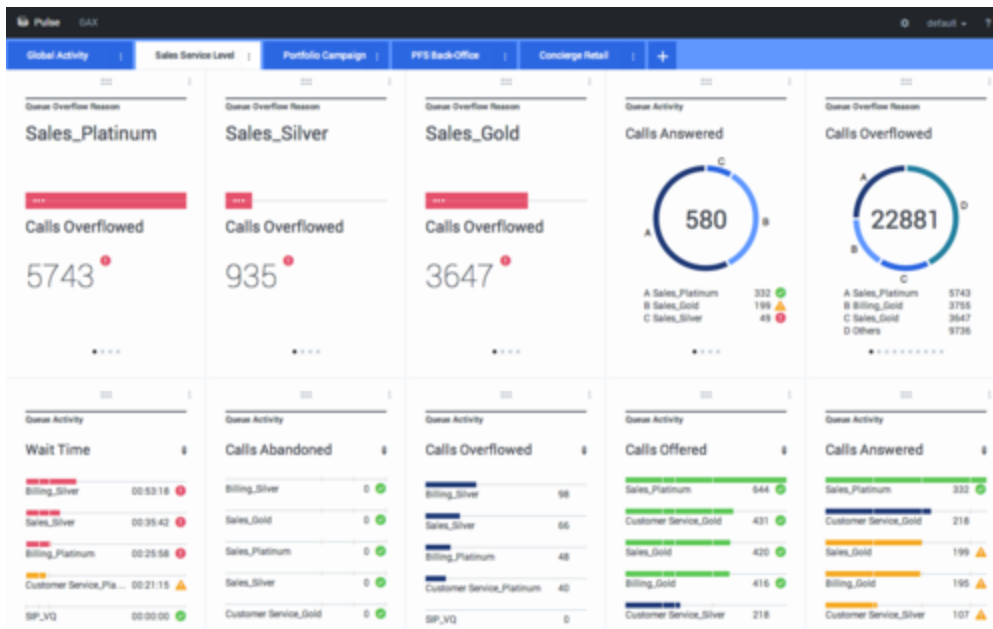 Pulse GAX default ?
Global Activity Sales Service Level Portfolio Campaign PFS Back-Office Concierge Retail +
Queue Overflow Reason
Sales_Platinum
Calls Overflowed
5743
Queue Overflow Reason
Sales_Silver
Calls Overflowed
935
Queue Overflow Reason
Sales_Gold
Calls Overflowed
3647
Queue Activity
Calls Answered
C
580
A
B
A Sales_Platinum 332
B Sales_Gold 199
C Sales_Silver 49
Queue Overflow Reason
Calls Overflowed
A
22881
D
B
C
A Sales_Platinum 5743
B Billing_Gold 3755
C Sales_Gold 3647
D Others 9736
Queue Activity
Wait Time
Billing_Silver 00:53:18
Sales_Silver 00:35:42
Billing_Platinum 00:25:58
Customer Service_Pla... 00:21:15
SIP_VQ 00:00:00
Queue Activity
Calls Abandoned
Billing_Silver 0
Sales_Gold 0
Sales_Platinum 0
Sales_Silver 0
Customer Service_Gold 0
Queue Activity
Calls Overflowed
Billing_Silver 98
Sales_Silver 66
Billing_Platinum 48
Customer Service_Platinum 40
SIP_VQ 0
Queue Activity
Calls Offered
Sales_Platinum 644
Customer Service_Gold 431
Sales_Gold 420
Billing_Gold 416
Customer Service_Silver 218
Queue Activity
Calls Answered
Sales_Platinum 332
Customer Service_Gold 218
Sales_Gold 199
Billing_Gold 195
Customer Service_Silver 107